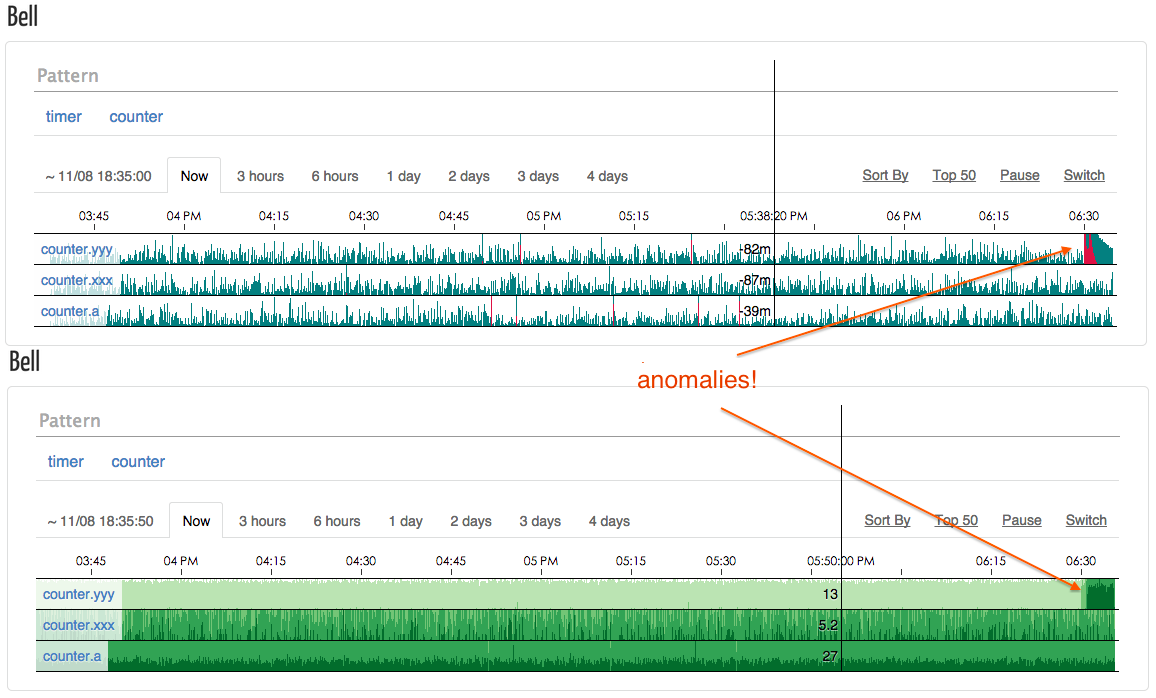 Bell
Pattern
timer counter
~ 11/08 18:35:00 Now 3 hours 6 hours 1 day 2 days 3 days 4 days Sort By Top 50 Pause Switch
03:45 04 PM 04:15 04:30 04:45 05 PM 05:15 05:38:20 PM 06 PM 06:15 06:30
counter.yyy -82m
counter.xxx -87m
counter.a -39m
Bell
anomalies!
Pattern
timer counter
~ 11/08 18:35:50 Now 3 hours 6 hours 1 day 2 days 3 days 4 days Sort By Top 50 Pause Switch
03:45 04 PM 04:15 04:30 04:45 05 PM 05:15 05:30 05:50:00 PM 06:15 06:30
counter.yyy 13
counter.xxx 5.2
counter.a 27